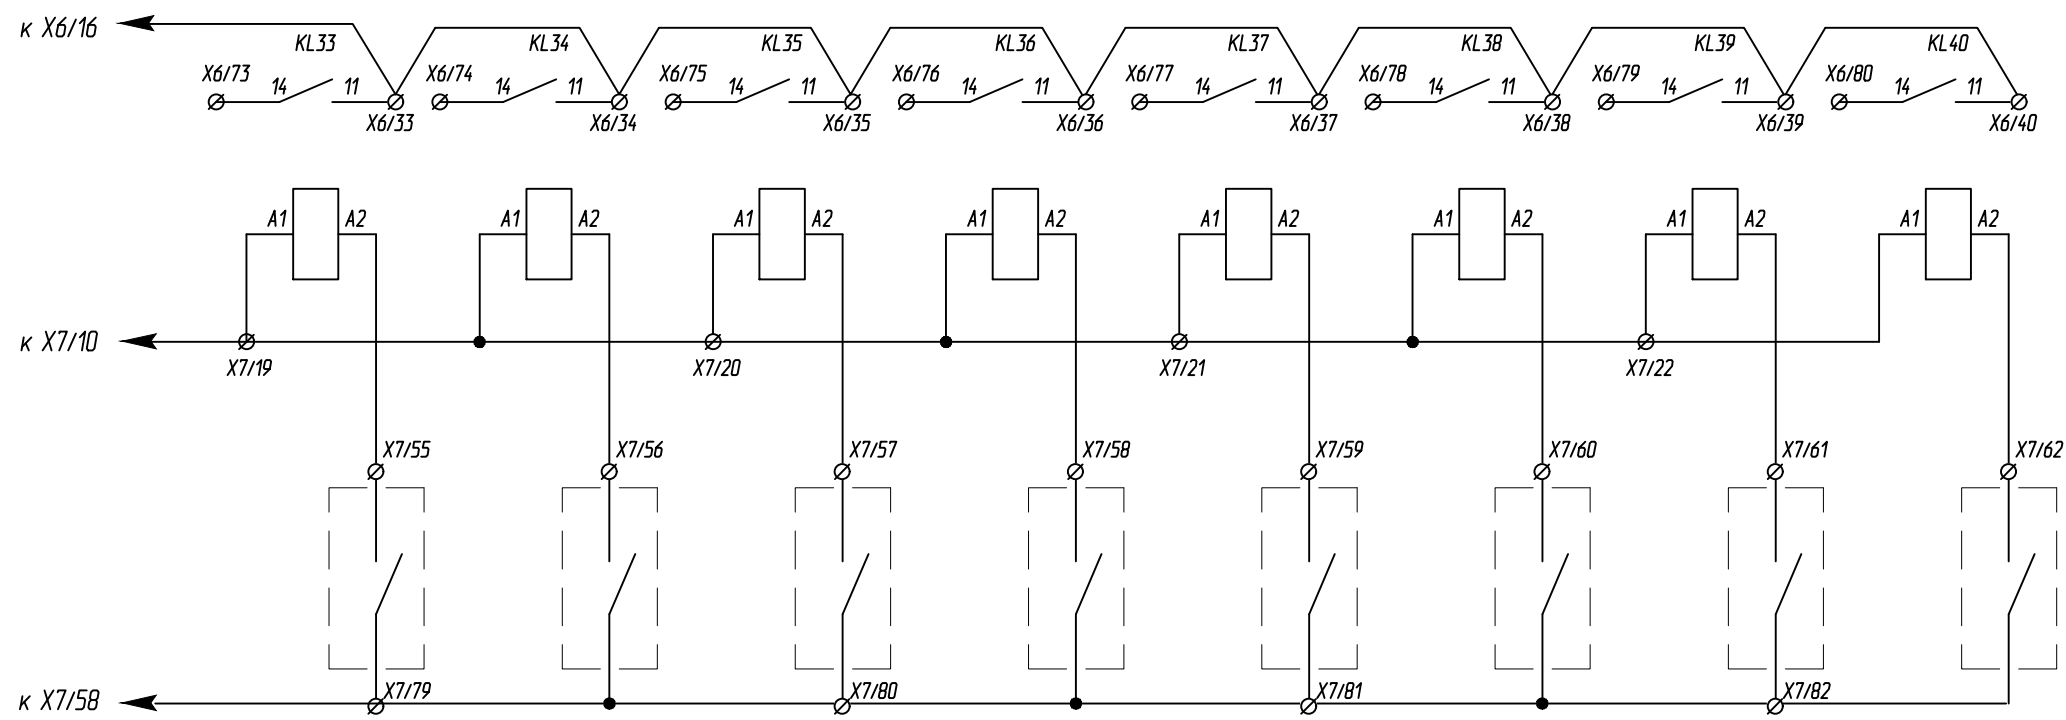 к X6/16
KL33 KL34 KL35 KL36 KL37 KL38 KL39 KL40
X6/73 14 11 X6/74 14 11 X6/75 14 11 X6/76 14 11 X6/77 14 11 X6/78 14 11 X6/79 14 11 X6/80 14 11
X6/33 X6/34 X6/35 X6/36 X6/37 X6/38 X6/39 X6/40
A1 A2 A1 A2 A1 A2 A1 A2 A1 A2 A1 A2 A1 A2 A1 A2
к X7/10
X7/19 X7/20 X7/21 X7/22
X7/55 X7/56 X7/57 X7/58 X7/59 X7/60 X7/61 X7/62
к X7/58
X7/79 X7/80 X7/81 X7/82